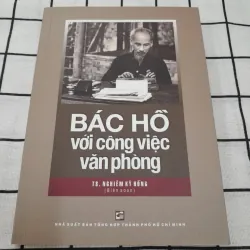 BÁC HỒ
với công việc
văn phòng
TS. NGHIÊM KỲ HỒNG
(Biên soạn)
NHÀ XUẤT BẢN TỔNG HỢP THÀNH PHỐ HỒ CHÍ MINH